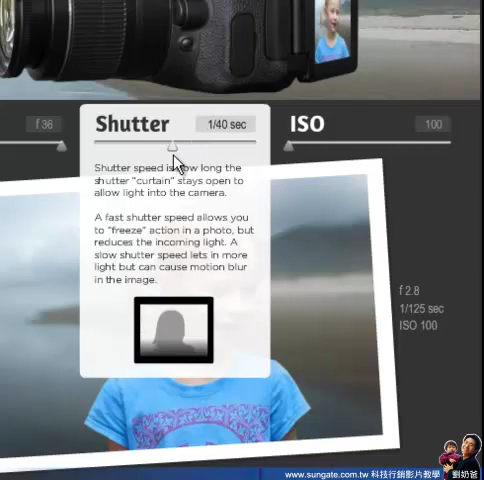 f 36
Shutter
1/40 sec
ISO
100
Shutter speed is how long the
shutter "curtain" stays open to
allow light into the camera.
A fast shutter speed allows you
to "freeze" action in a photo, but
reduces the incoming light. A
slow shutter speed lets in more
light but can cause motion blur
in the image.
f 2.8
1/125 sec
ISO 100
www.sungate.com.tw 科技行銷影片教學
劉奶爸